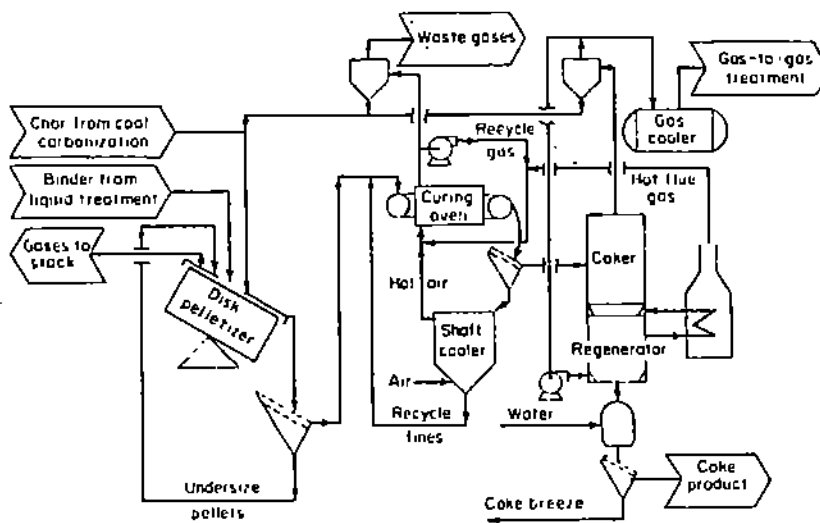 Waste gases
Gas-to-gas
treatment
Char from coal
carbonization
Recycle
gas
Gas
cooler
Binder from
liquid treatment
Hot flue
gas
Curing
oven
Gases to
stack
Coker
Disk
pelletizer
Hot air
Shaft
cooler
Regenerator
Air
Recycle
fines
Water
Coke
product
Undersize
pellets
Coke breeze